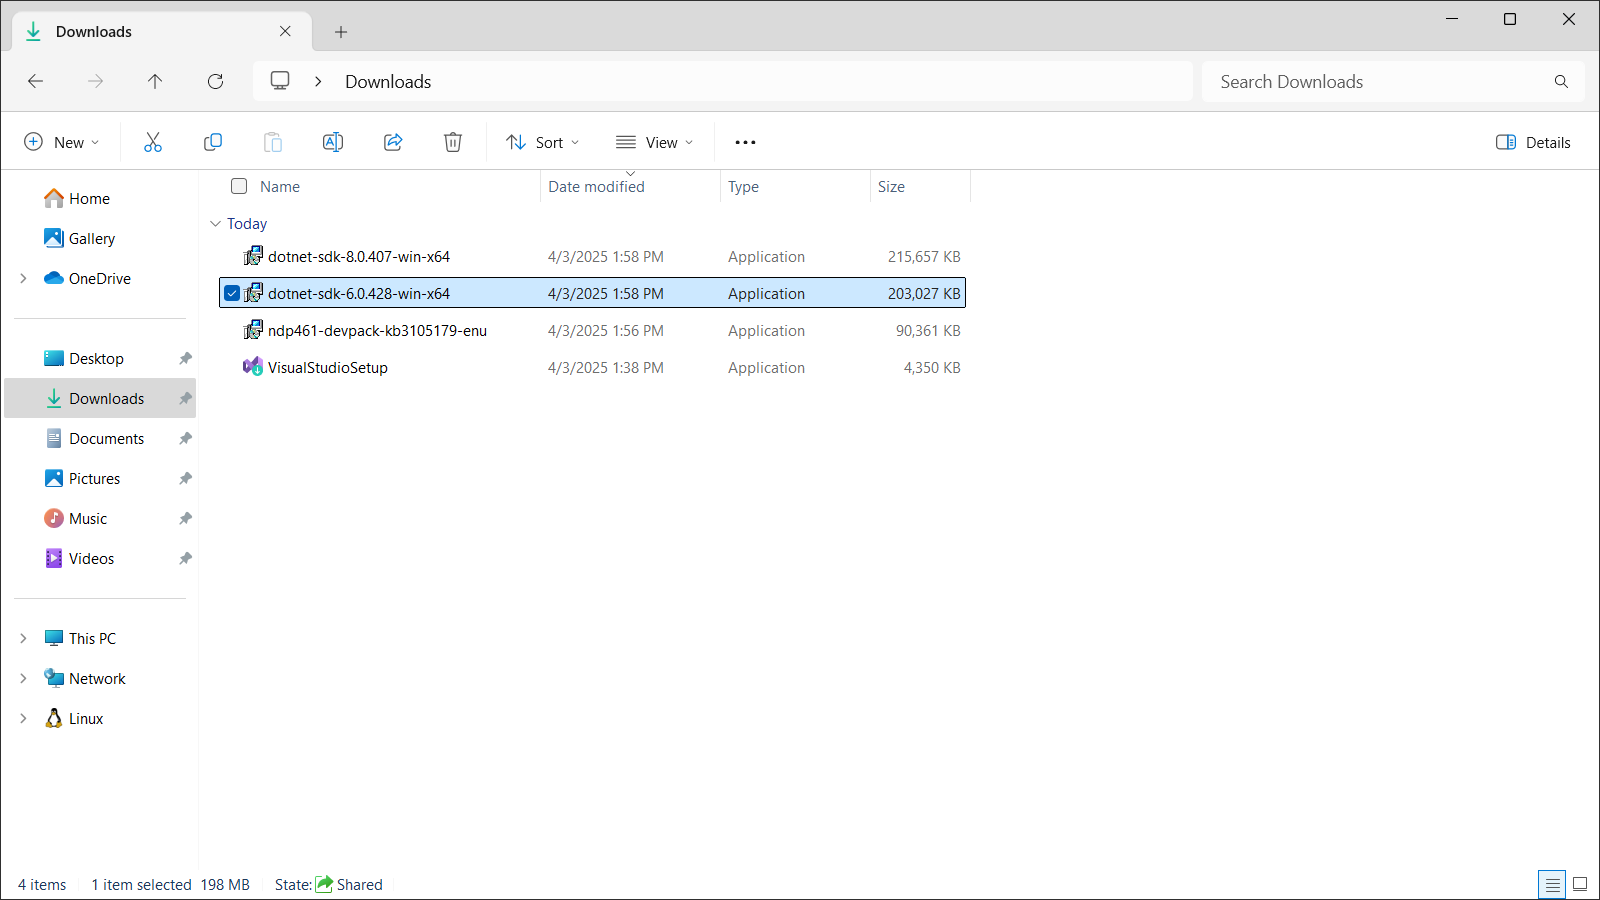 Downloads
Downloads
Search Downloads
New
Sort
View
Details
Home
Gallery
OneDrive
Desktop
Downloads
Documents
Pictures
Music
Videos
This PC
Network
Linux
Name Date modified Type Size
Today
dotnet-sdk-8.0.407-win-x64 4/3/2025 1:58 PM Application 215,657 KB
dotnet-sdk-6.0.428-win-x64 4/3/2025 1:58 PM Application 203,027 KB
ndp461-devpack-kb3105179-enu 4/3/2025 1:56 PM Application 90,361 KB
VisualStudioSetup 4/3/2025 1:38 PM Application 4,350 KB
4 items 1 item selected 198 MB State: Shared